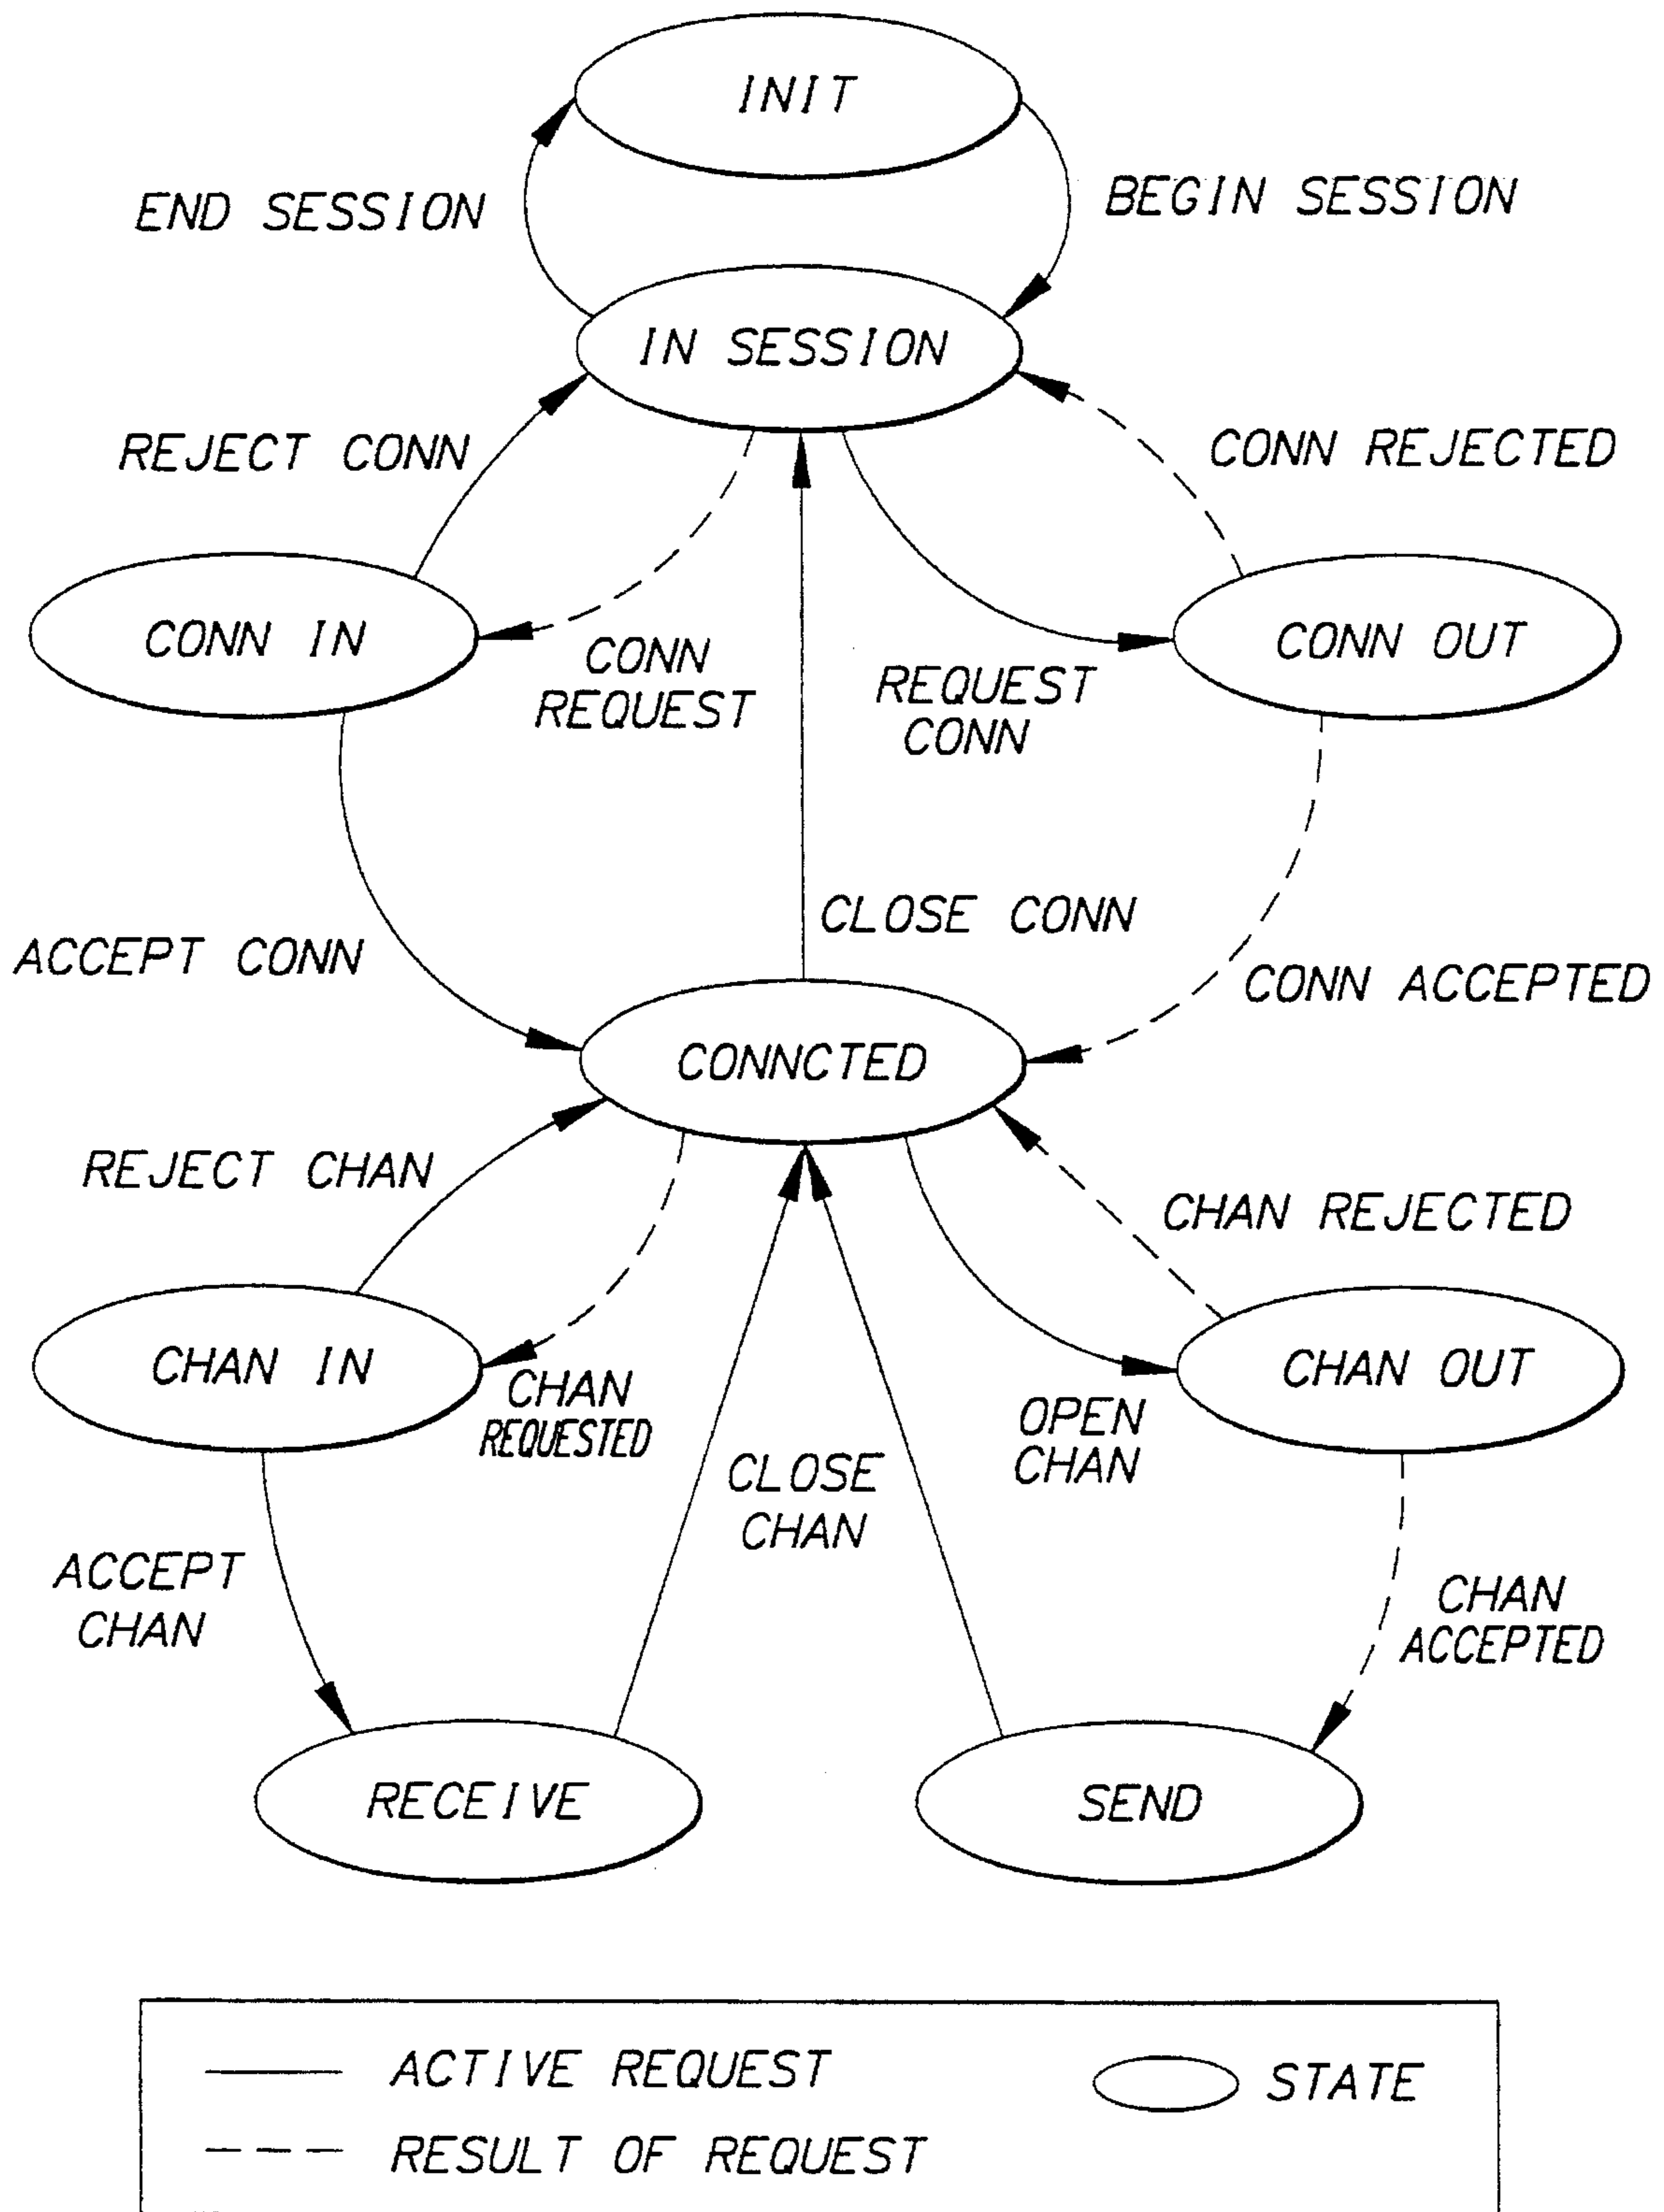 INIT
END SESSION
BEGIN SESSION
IN SESSION
REJECT CONN
CONN REJECTED
CONN IN
CONN
REQUEST
REQUEST
CONN
CONN OUT
ACCEPT CONN
CLOSE CONN
CONN ACCEPTED
CONNCTED
REJECT CHAN
CHAN REJECTED
CHAN IN
CHAN
REQUESTED
OPEN
CHAN
CHAN OUT
CLOSE
CHAN
ACCEPT
CHAN
CHAN
ACCEPTED
RECEIVE
SEND
ACTIVE REQUEST
STATE
RESULT OF REQUEST